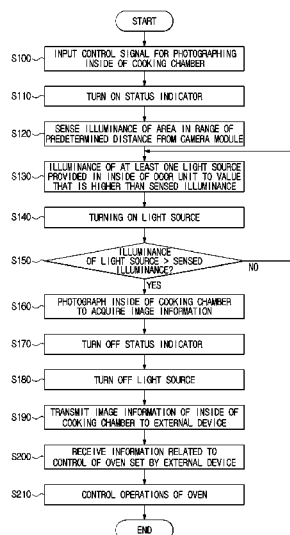 START
S100
INPUT CONTROL SIGNAL FOR PHOTOGRAPHING
INSIDE OF COOKING CHAMBER
S110
TURN ON STATUS INDICATOR
S120
SENSE ILLUMINANCE OF AREA IN RANGE OF
PREDETERMINED DISTANCE FROM CAMERA MODULE
S130
ILLUMINANCE OF AT LEAST ONE LIGHT SOURCE
PROVIDED IN INSIDE OF DOOR UNIT TO VALUE
THAT IS HIGHER THAN SENSED ILLUMINANCE
S140
TURNING ON LIGHT SOURCE
S150
ILLUMINANCE
OF LIGHT SOURCE > SENSED
ILLUMINANCE?
NO
YES
S160
PHOTOGRAPH INSIDE OF COOKING CHAMBER
TO ACQUIRE IMAGE INFORMATION
S170
TURN OFF STATUS INDICATOR
S180
TURN OFF LIGHT SOURCE
S190
TRANSMIT IMAGE INFORMATION OF INSIDE OF
COOKING CHAMBER TO EXTERNAL DEVICE
S200
RECEIVE INFORMATION RELATED TO
CONTROL OF OVEN SET BY EXTERNAL DEVICE
S210
CONTROL OPERATIONS OF OVEN
END